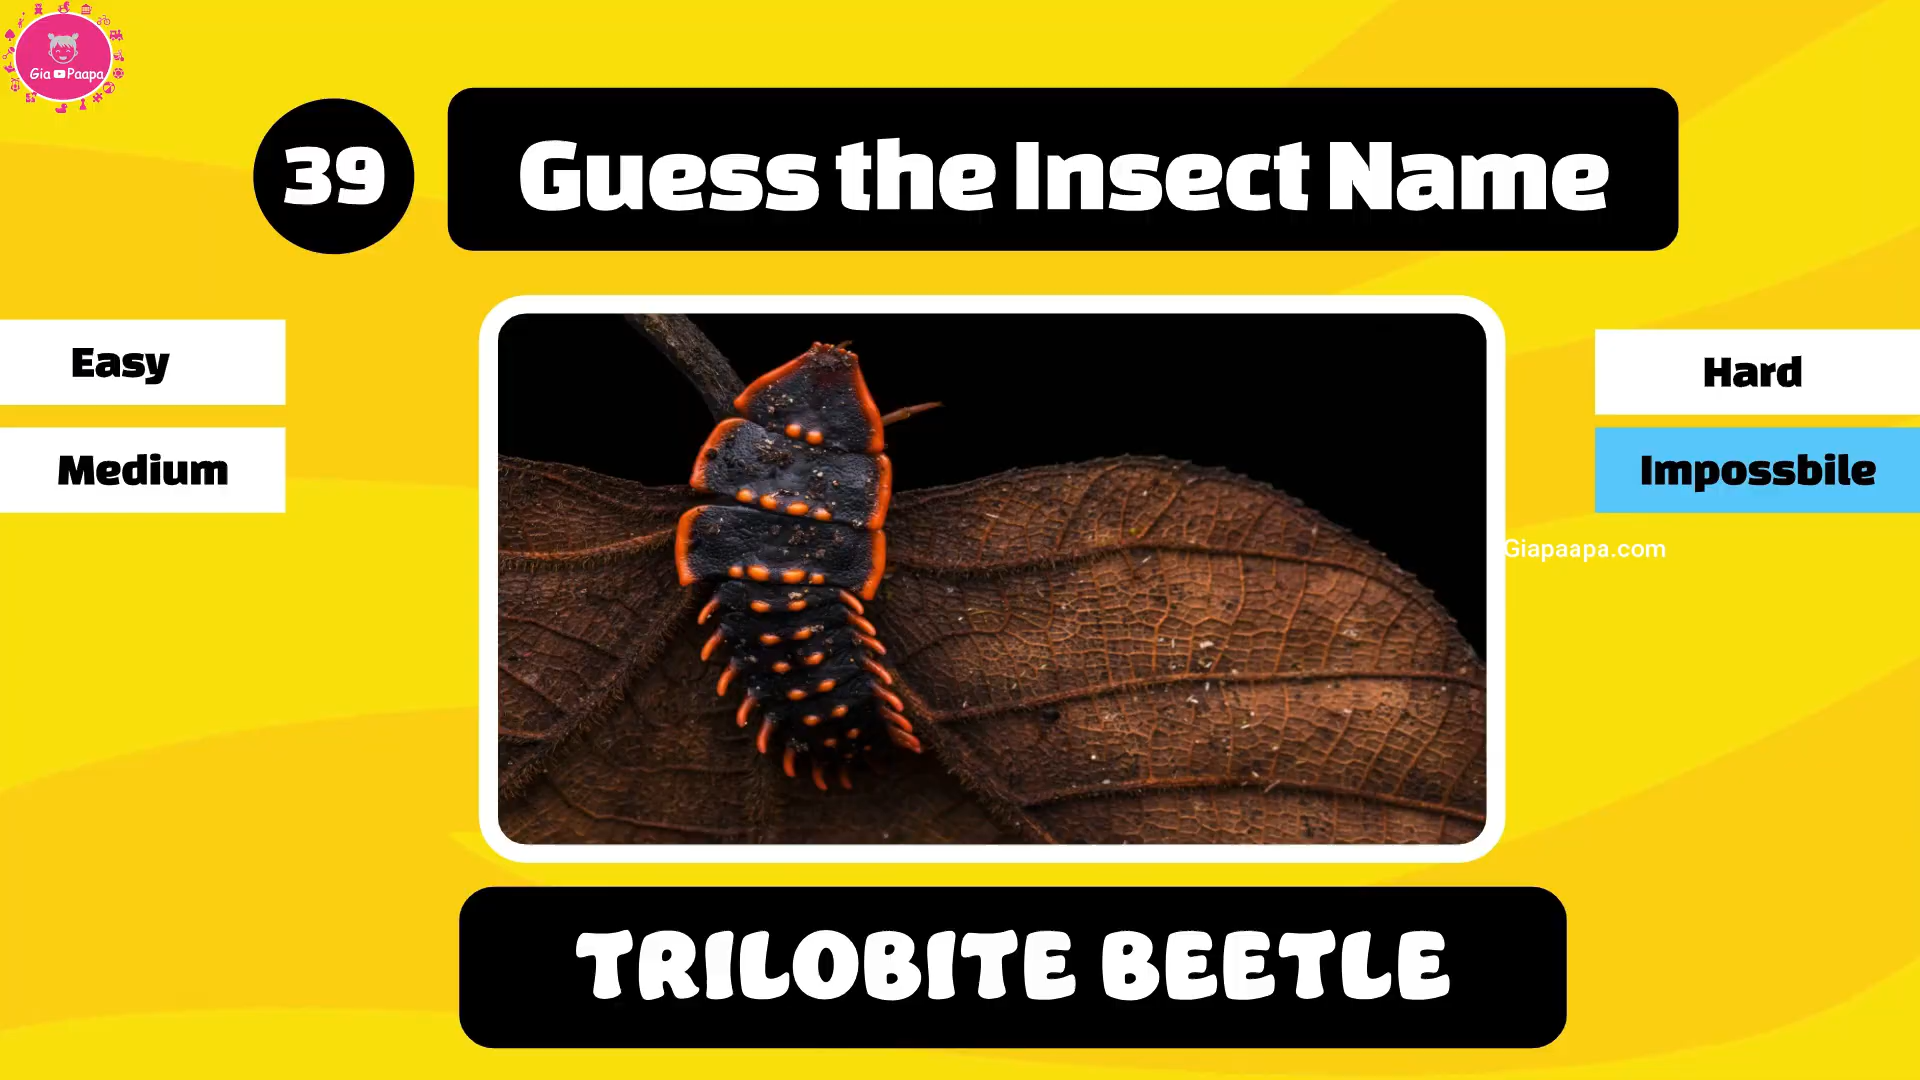 Gia Paapa
39
Guess the Insect Name
Easy
Medium
Hard
Impossbile
Giapaapa.com
TRILOBITE BEETLE